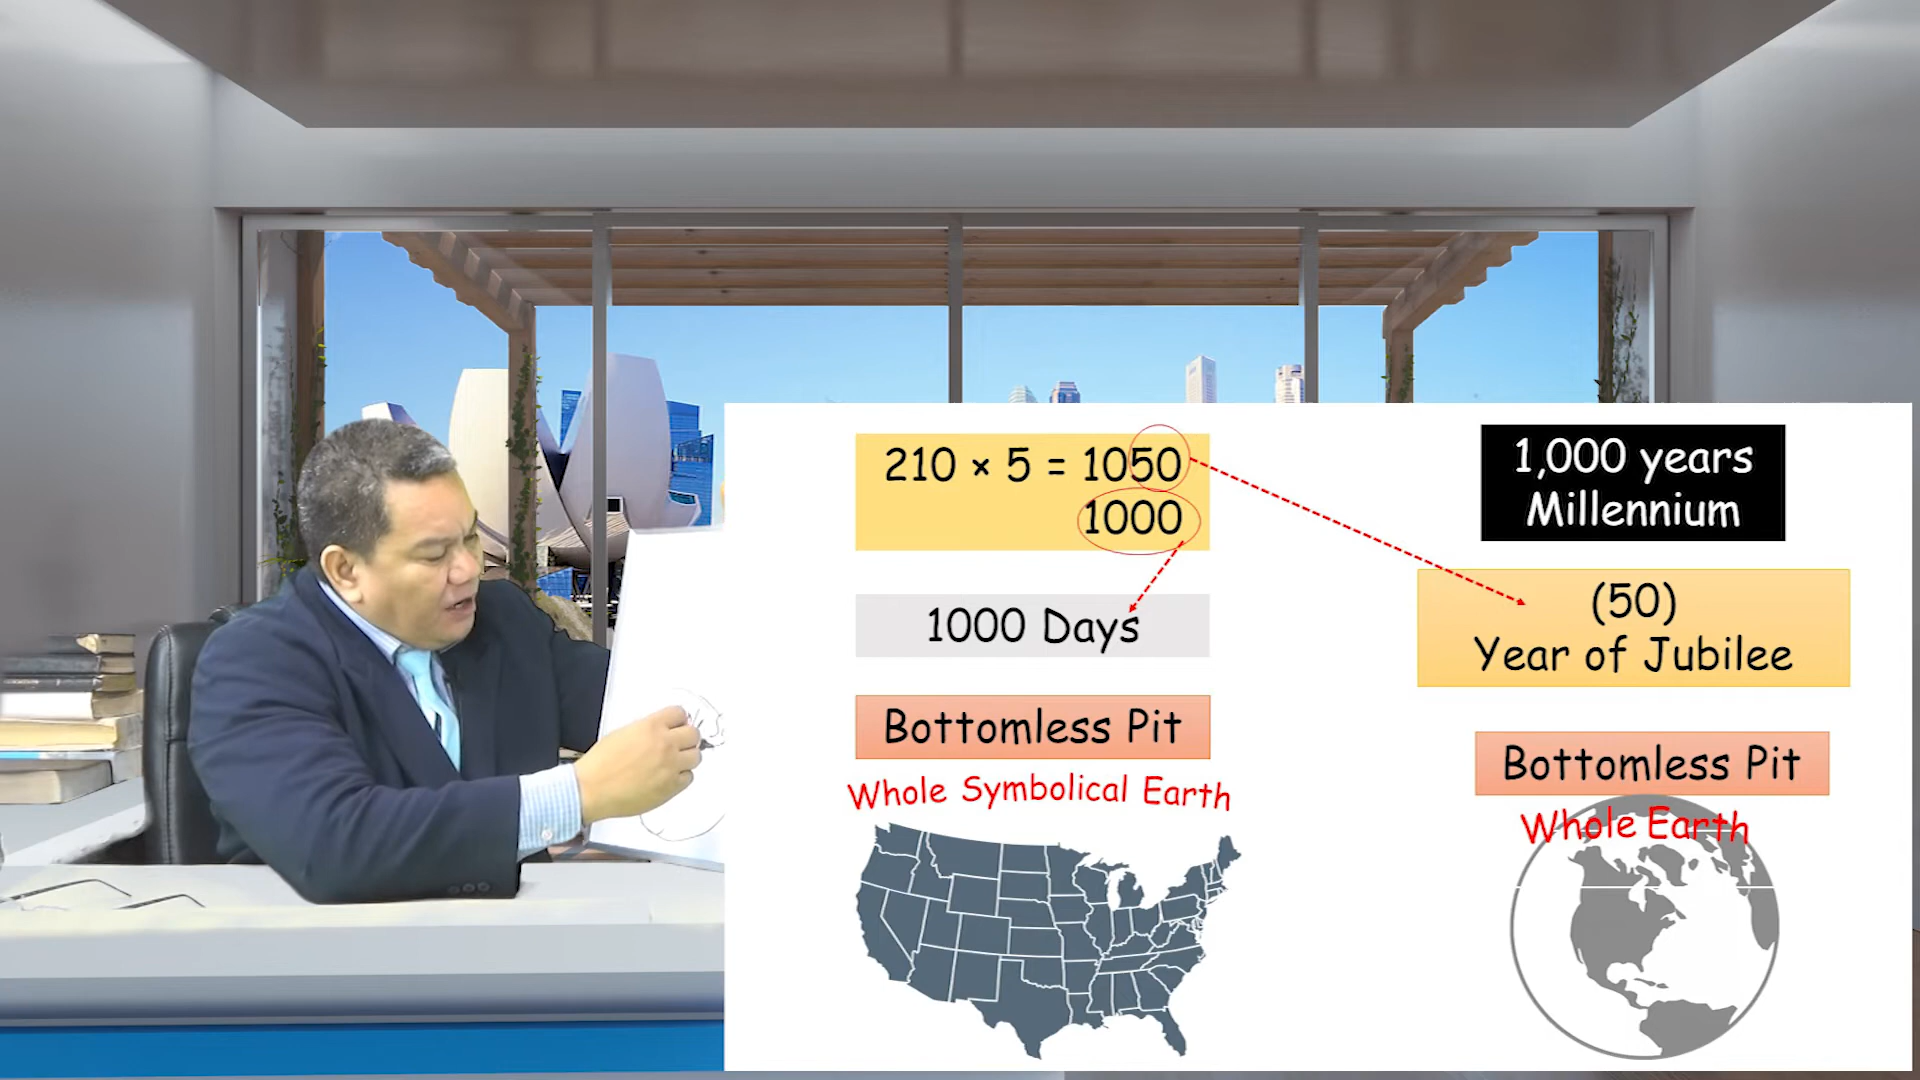 210 × 5 = 1050
1000
1000 Days
Bottomless Pit
Whole Symbolical Earth
1,000 years
Millennium
(50)
Year of Jubilee
Bottomless Pit
Whole Earth